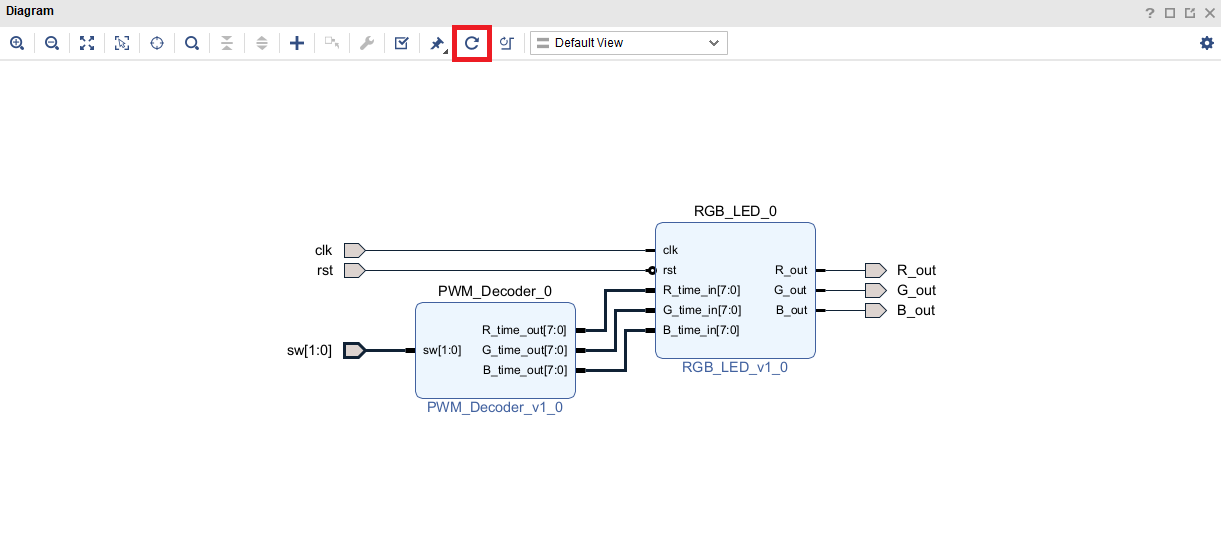 Diagram
Default View
RGB_LED_0
clk
clk
rst
rst
R_out
R_out
R_time_in[7:0]
G_out
G_out
PWM_Decoder_0
G_time_in[7:0]
B_out
B_out
R_time_out[7:0]
B_time_in[7:0]
sw[1:0]
sw[1:0]
G_time_out[7:0]
B_time_out[7:0]
RGB_LED_v1_0
PWM_Decoder_v1_0